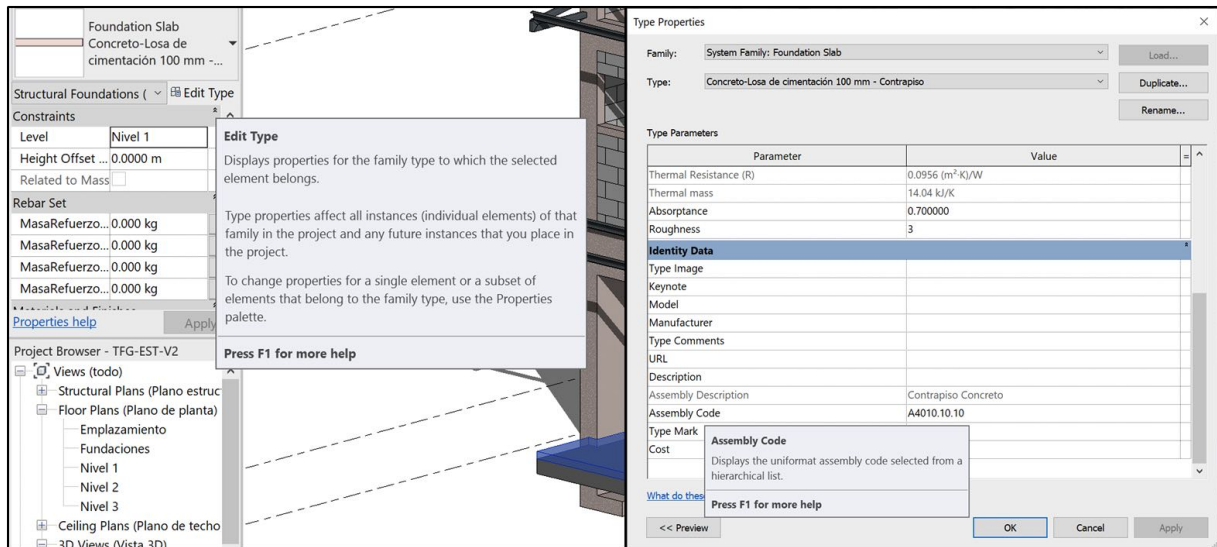 Foundation Slab
Concreto-Losa de
cimentación 100 mm -...
Structural Foundations (
Edit Type
Constraints
Level Nivel 1
Height Offset ... 0.0000 m
Related to Mass
Rebar Set
MasaRefuerzo... 0.000 kg
MasaRefuerzo... 0.000 kg
MasaRefuerzo... 0.000 kg
MasaRefuerzo... 0.000 kg
Properties help
Apply
Project Browser - TFG-EST-V2
Views (todo)
Structural Plans (Plano estruc
Floor Plans (Plano de planta)
Emplazamiento
Fundaciones
Nivel 1
Nivel 2
Nivel 3
Ceiling Plans (Plano de techo
3D Views (Vista 3D)
Edit Type
Displays properties for the family type to which the selected
element belongs.
Type properties affect all instances (individual elements) of that
family in the project and any future instances that you place in
the project.
To change properties for a single element or a subset of
elements that belong to the family type, use the Properties
palette.
Press F1 for more help
Type Properties
Family: System Family: Foundation Slab
Load...
Type: Concreto-Losa de cimentación 100 mm - Contrapiso
Duplicate...
Rename...
Type Parameters
Parameter Value =
Thermal Resistance (R) 0.0956 (m²·K)/W
Thermal mass 14.04 kJ/K
Absorptance 0.700000
Roughness 3
Identity Data
Type Image
Keynote
Model
Manufacturer
Type Comments
URL
Description
Assembly Description Contrapiso Concreto
Assembly Code A4010.10.10
Type Mark
Cost
Assembly Code
Displays the uniformat assembly code selected from a
hierarchical list.
Press F1 for more help
What do these
<< Preview
OK
Cancel
Apply